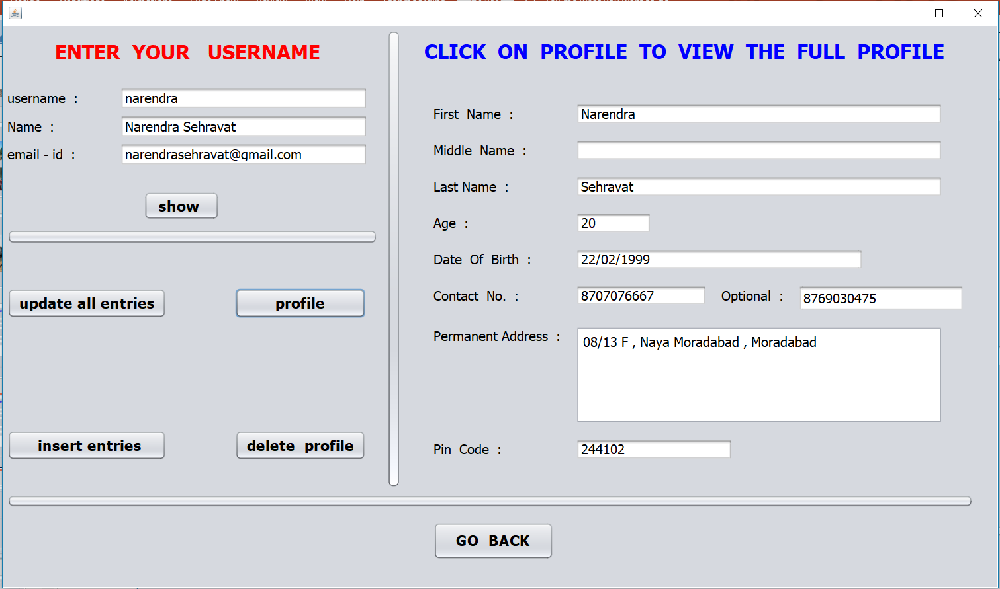 ENTER YOUR USERNAME
username :
narendra
Name :
Narendra Sehravat
email - id :
narendrasehravat@gmail.com
show
update all entries
profile
insert entries
delete profile
CLICK ON PROFILE TO VIEW THE FULL PROFILE
First Name :
Narendra
Middle Name :
Last Name :
Sehravat
Age :
20
Date Of Birth :
22/02/1999
Contact No. :
8707076667
Optional :
8769030475
Permanent Address :
08/13 F , Naya Moradabad , Moradabad
Pin Code :
244102
GO BACK